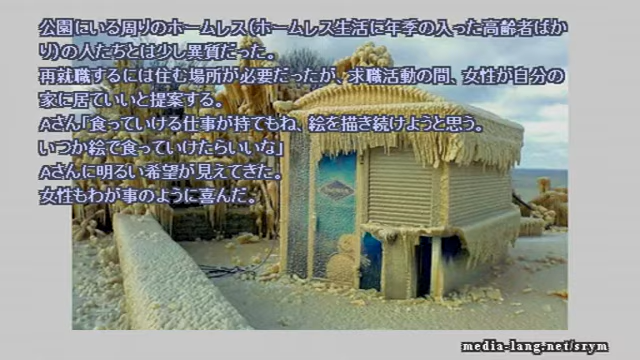 公園にいる周りのホームレス（ホームレス生活に年季の入った高齢者ばか
り）の人たちとは少し異質だった。
再就職するには住む場所が必要だったが、求職活動の間、女性が自分の
家に居ていいと提案する。
Aさん「食っていける仕事が持てもね、絵を描き続けようと思う。
いつか絵で食っていけたらいいな」
Aさんに明るい希望が見えてきた。
女性もわが事のように喜んだ。
media-lang.net/srym